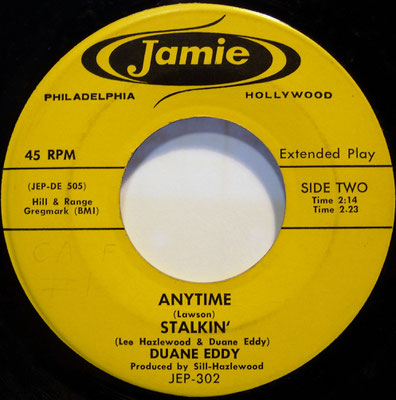 Jamie
PHILADELPHIA HOLLYWOOD
45 RPM Extended Play
(JEP-DE 505)
Hill & Range
Gregmark (BMI)
SIDE TWO
Time 2:14
Time 2-23
ANYTIME
(Lawson)
STALKIN'
(Lee Hazlewood & Duane Eddy)
DUANE EDDY
Produced by Sill-Hazlewood
JEP-302